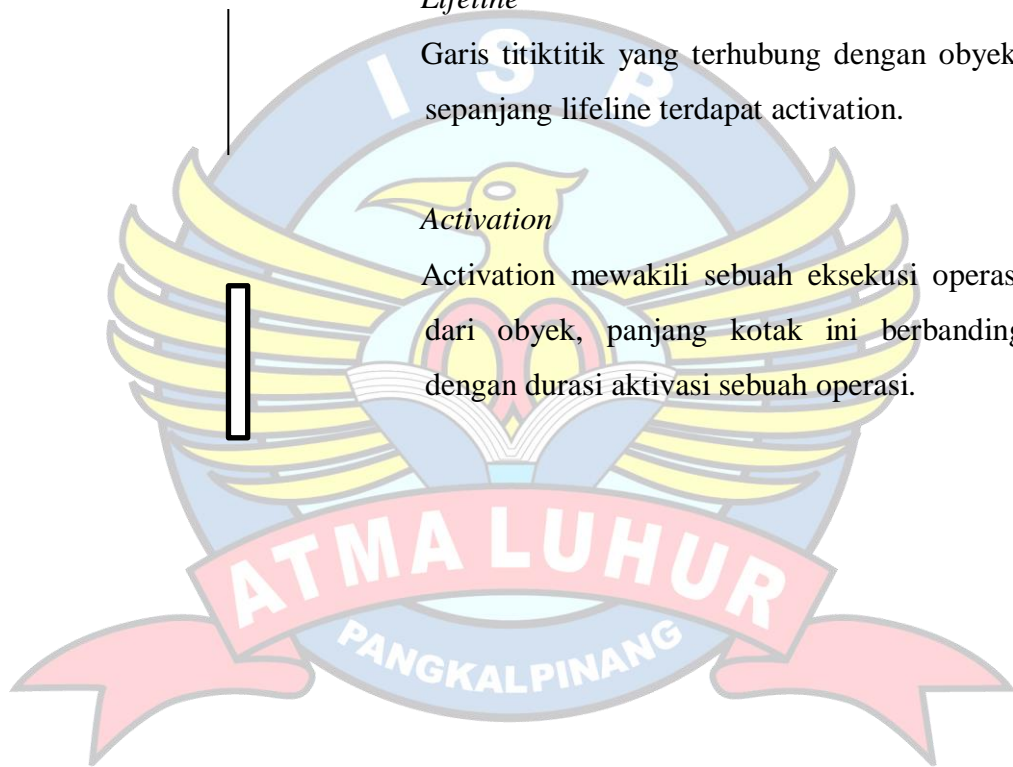 Lifeline
Garis titiktitik yang terhubung dengan obyek
sepanjang lifeline terdapat activation.
Activation
Activation mewakili sebuah eksekusi operas
dari obyek, panjang kotak ini berbanding
dengan durasi aktivasi sebuah operasi.
I S B
ATMA LUHUR
PANGKALPINANG